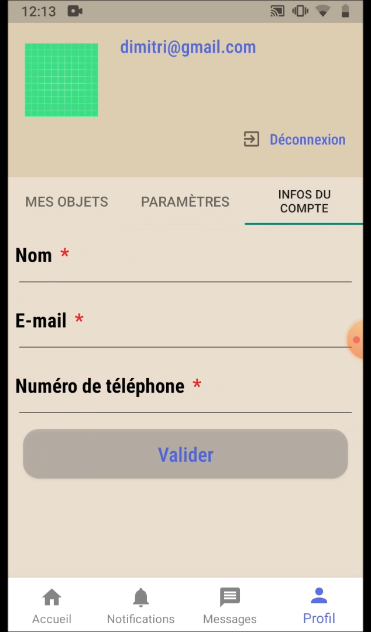 12:13
dimitri@gmail.com
Déconnexion
MES OBJETS
PARAMÈTRES
INFOS DU
COMPTE
Nom *
E-mail *
Numéro de téléphone *
Valider
Accueil
Notifications
Messages
Profil